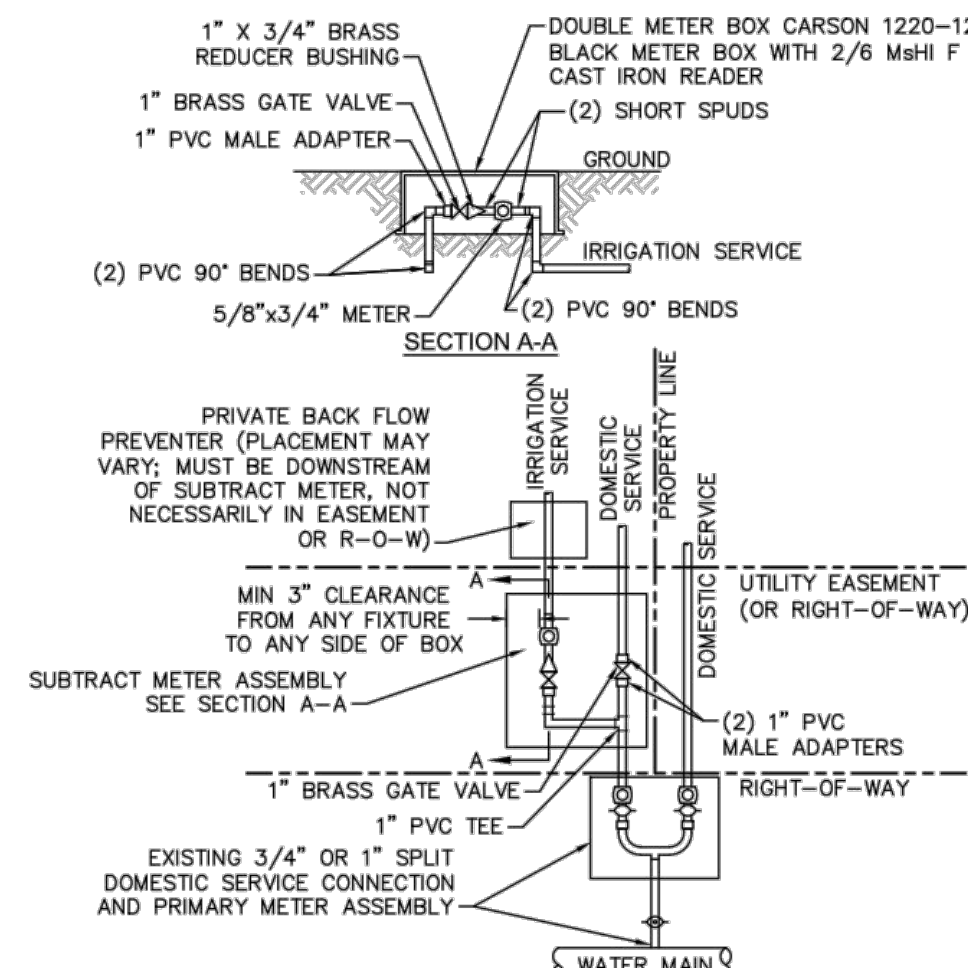 1" X 3/4" BRASS
REDUCER BUSHING
1" BRASS GATE VALVE
1" PVC MALE ADAPTER
DOUBLE METER BOX CARSON 1220-12
BLACK METER BOX WITH 2/6 MsHI F
CAST IRON READER
(2) SHORT SPUDS
GROUND
IRRIGATION SERVICE
(2) PVC 90° BENDS
5/8"x3/4" METER
(2) PVC 90° BENDS
SECTION A-A
PRIVATE BACK FLOW
PREVENTER (PLACEMENT MAY
VARY; MUST BE DOWNSTREAM
OF SUBTRACT METER, NOT
NECESSARILY IN EASEMENT
OR R-O-W)
IRRIGATION
SERVICE
DOMESTIC
SERVICE
PROPERTY LINE
DOMESTIC SERVICE
A
UTILITY EASEMENT
(OR RIGHT-OF-WAY)
MIN 3" CLEARANCE
FROM ANY FIXTURE
TO ANY SIDE OF BOX
SUBTRACT METER ASSEMBLY
SEE SECTION A-A
(2) 1" PVC
MALE ADAPTERS
A
1" BRASS GATE VALVE
RIGHT-OF-WAY
1" PVC TEE
EXISTING 3/4" OR 1" SPLIT
DOMESTIC SERVICE CONNECTION
AND PRIMARY METER ASSEMBLY
WATER MAIN